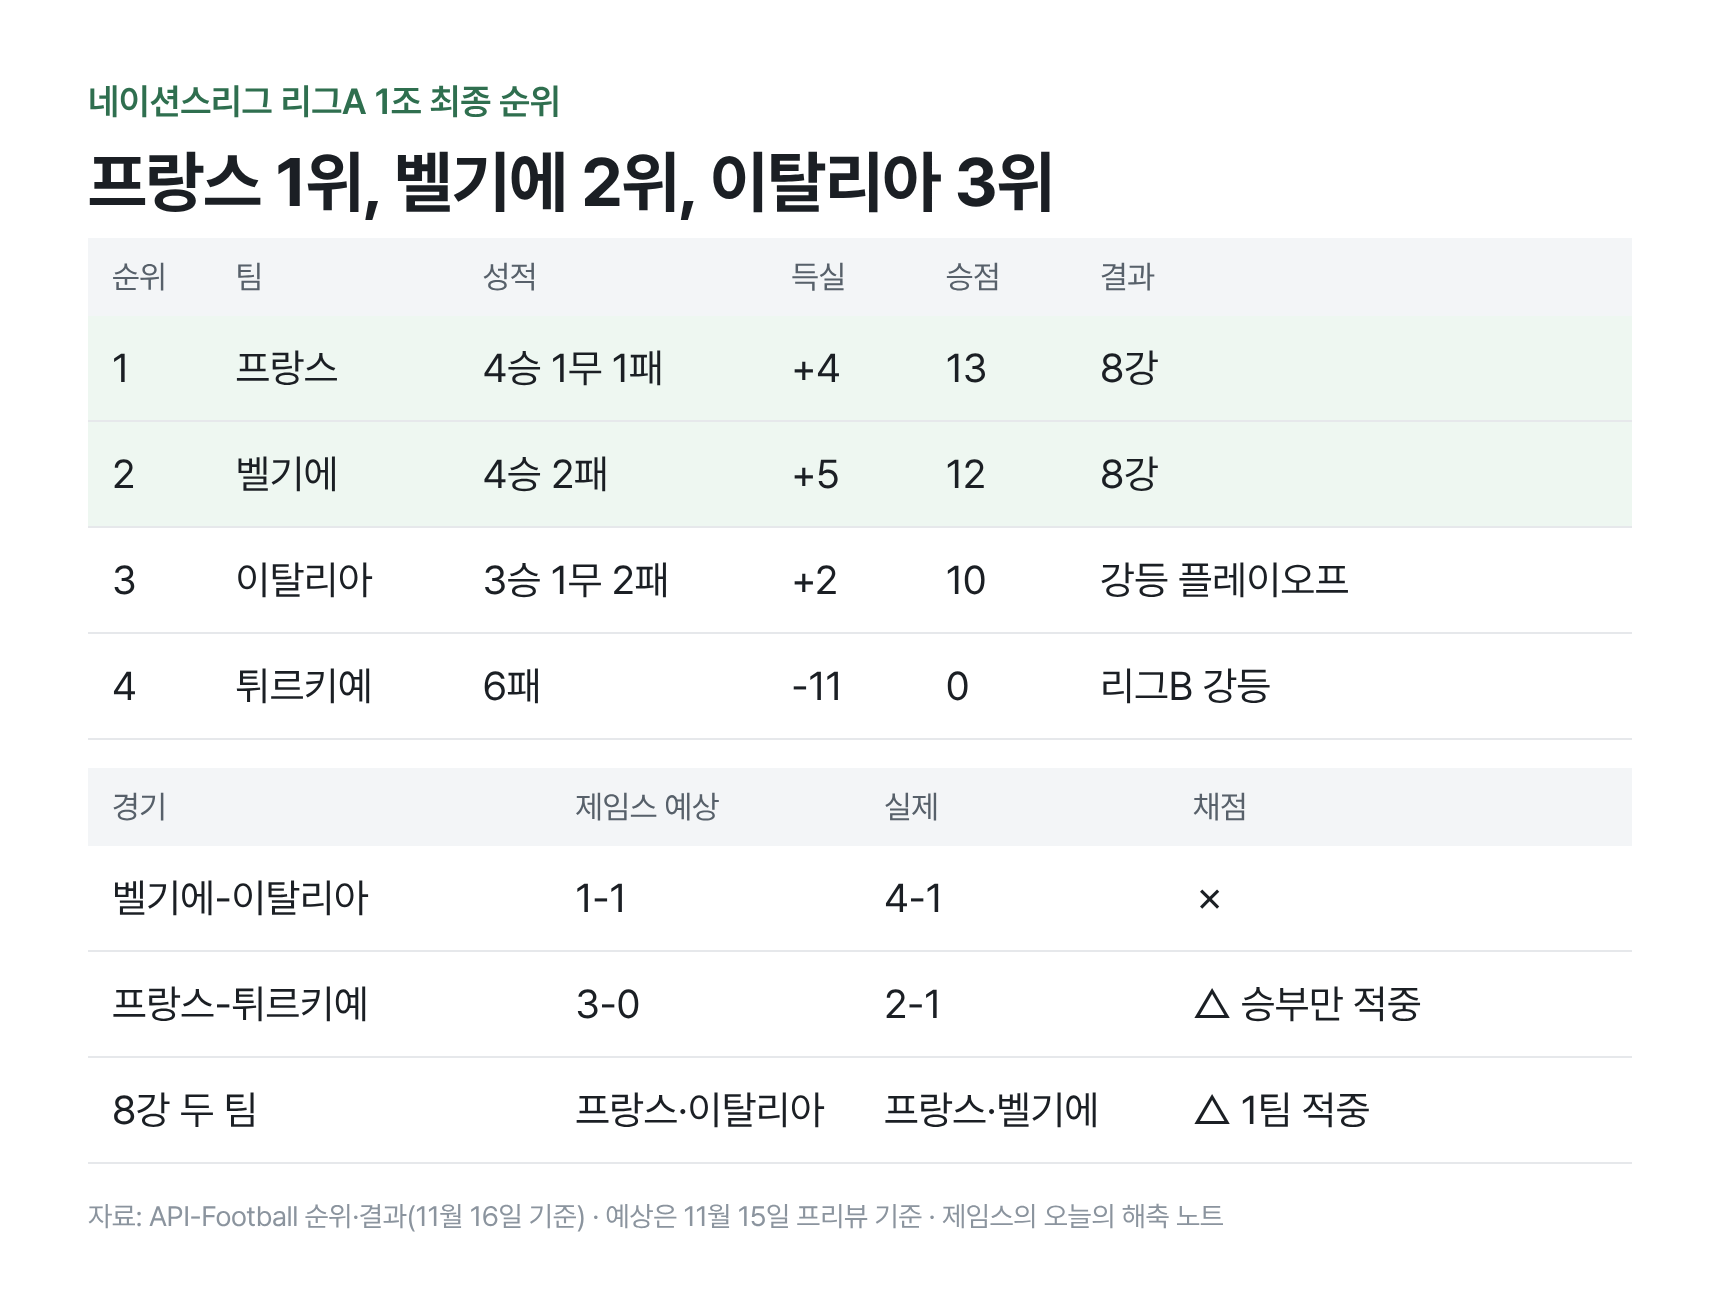 네이션스리그 리그A 1조 최종 순위
프랑스 1위, 벨기에 2위, 이탈리아 3위
순위 팀 성적 득실 승점 결과
1 프랑스 4승 1무 1패 +4 13 8강
2 벨기에 4승 2패 +5 12 8강
3 이탈리아 3승 1무 2패 +2 10 강등 플레이오프
4 튀르키예 6패 -11 0 리그B 강등
경기 제임스 예상 실제 채점
벨기에-이탈리아 1-1 4-1 ×
프랑스-튀르키예 3-0 2-1 △ 승부만 적중
8강 두 팀 프랑스·이탈리아 프랑스·벨기에 △ 1팀 적중
자료: API-Football 순위·결과(11월 16일 기준) · 예상은 11월 15일 프리뷰 기준 · 제임스의 오늘의 해축 노트